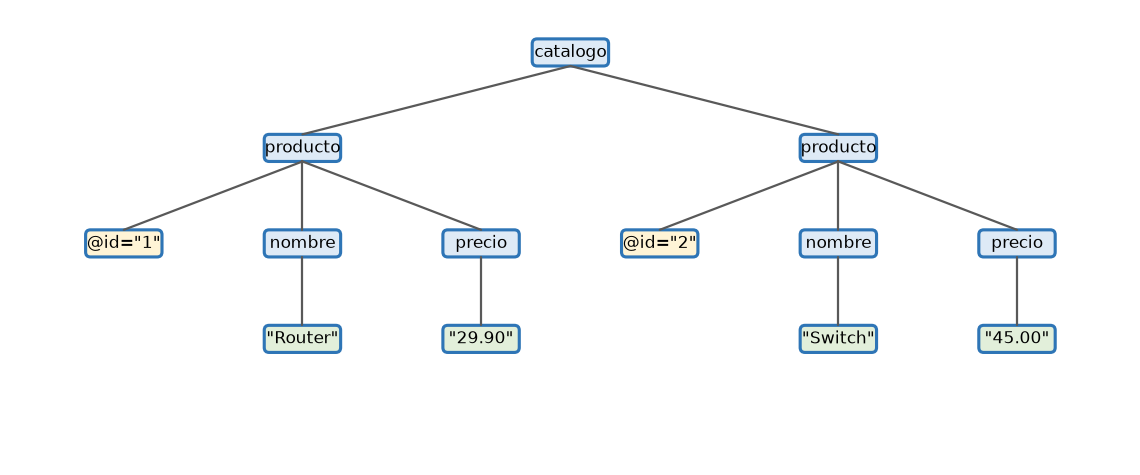 catalogo
producto producto
@id="1" nombre precio @id="2" nombre precio
"Router" "29.90" "Switch" "45.00"